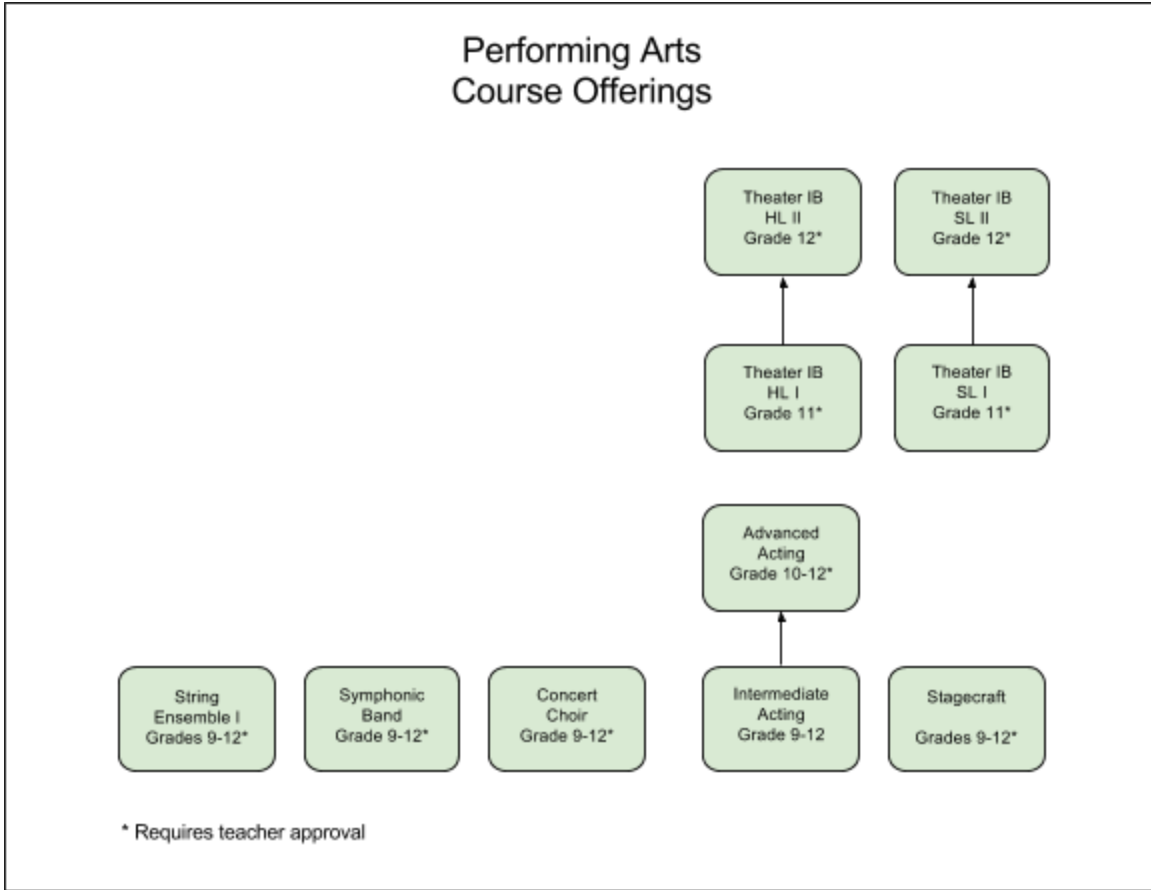 Performing Arts
Course Offerings
Theater IB
HL II
Grade 12*
Theater IB
SL II
Grade 12*
Theater IB
HL I
Grade 11*
Theater IB
SL I
Grade 11*
Advanced
Acting
Grade 10-12*
String
Ensemble I
Grades 9-12*
Symphonic
Band
Grade 9-12*
Concert
Choir
Grade 9-12*
Intermediate
Acting
Grade 9-12
Stagecraft
Grades 9-12*
* Requires teacher approval